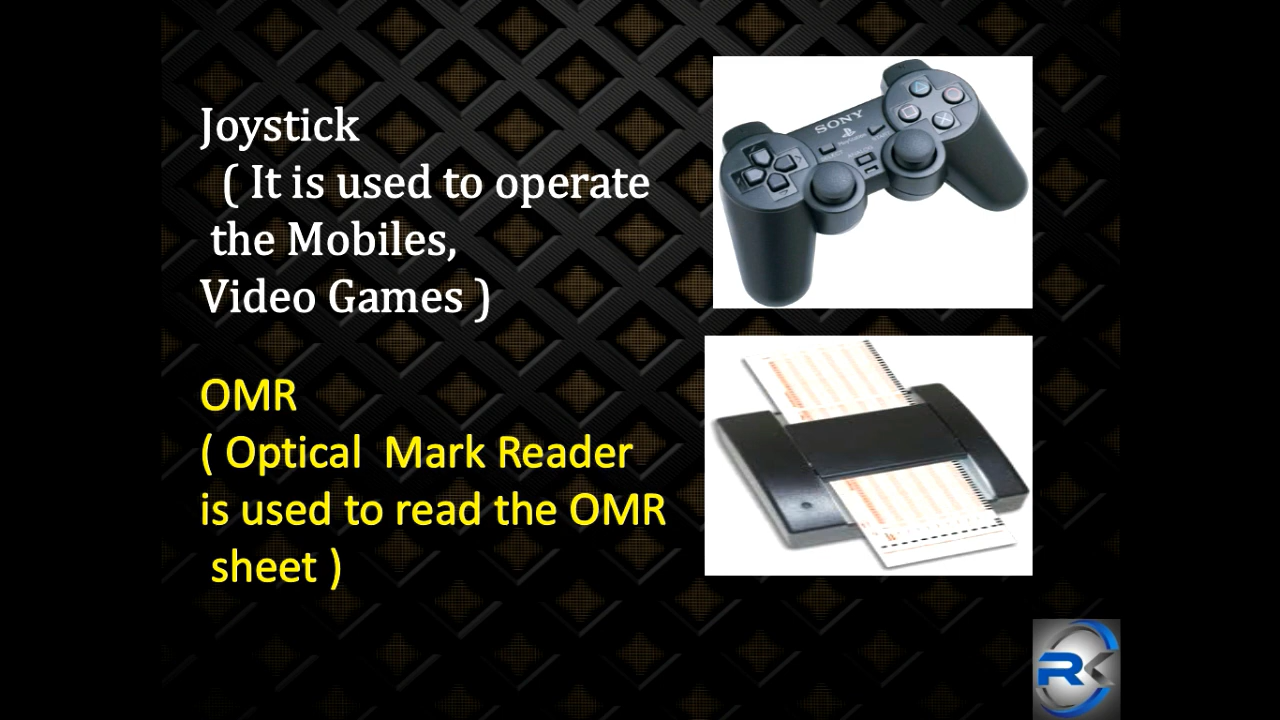 Joystick
( It is used to operate
the Mobiles,
Video Games )
OMR
( Optical Mark Reader
is used to read the OMR
sheet )
SONY
RK